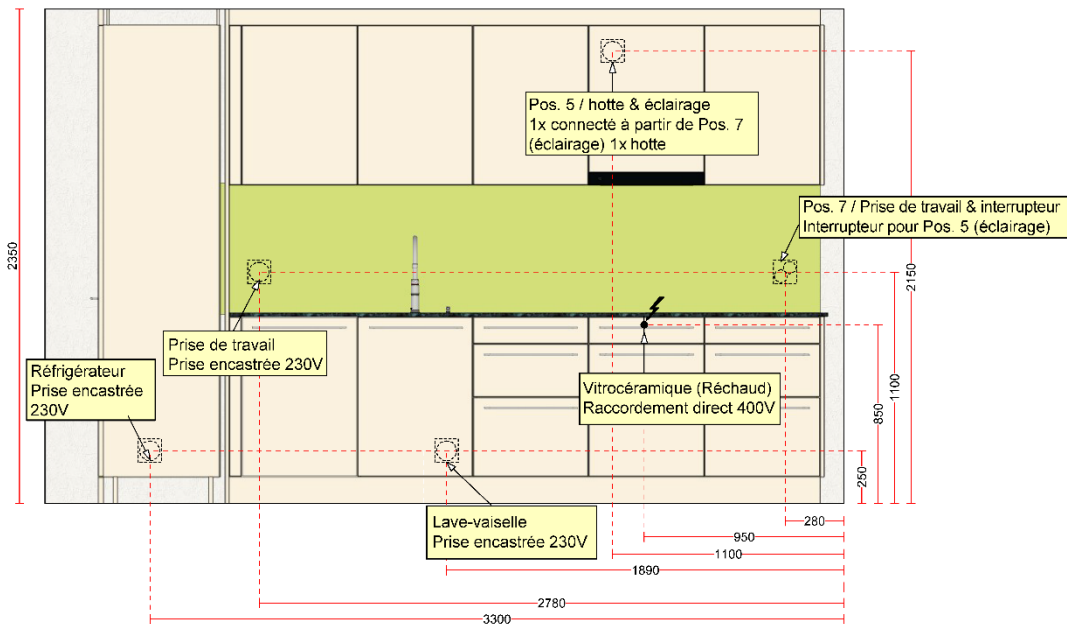 Pos. 5 / hotte & éclairage
1x connecté à partir de Pos. 7
(éclairage) 1x hotte
Pos. 7 / Prise de travail & interrupteur
Interrupteur pour Pos. 5 (éclairage)
2350
2150
Prise de travail
Prise encastrée 230V
Réfrigérateur
Prise encastrée
230V
Vitrocéramique (Réchaud)
Raccordement direct 400V
1100
850
250
Lave-vaiselle
Prise encastrée 230V
280
950
1100
1890
2780
3300